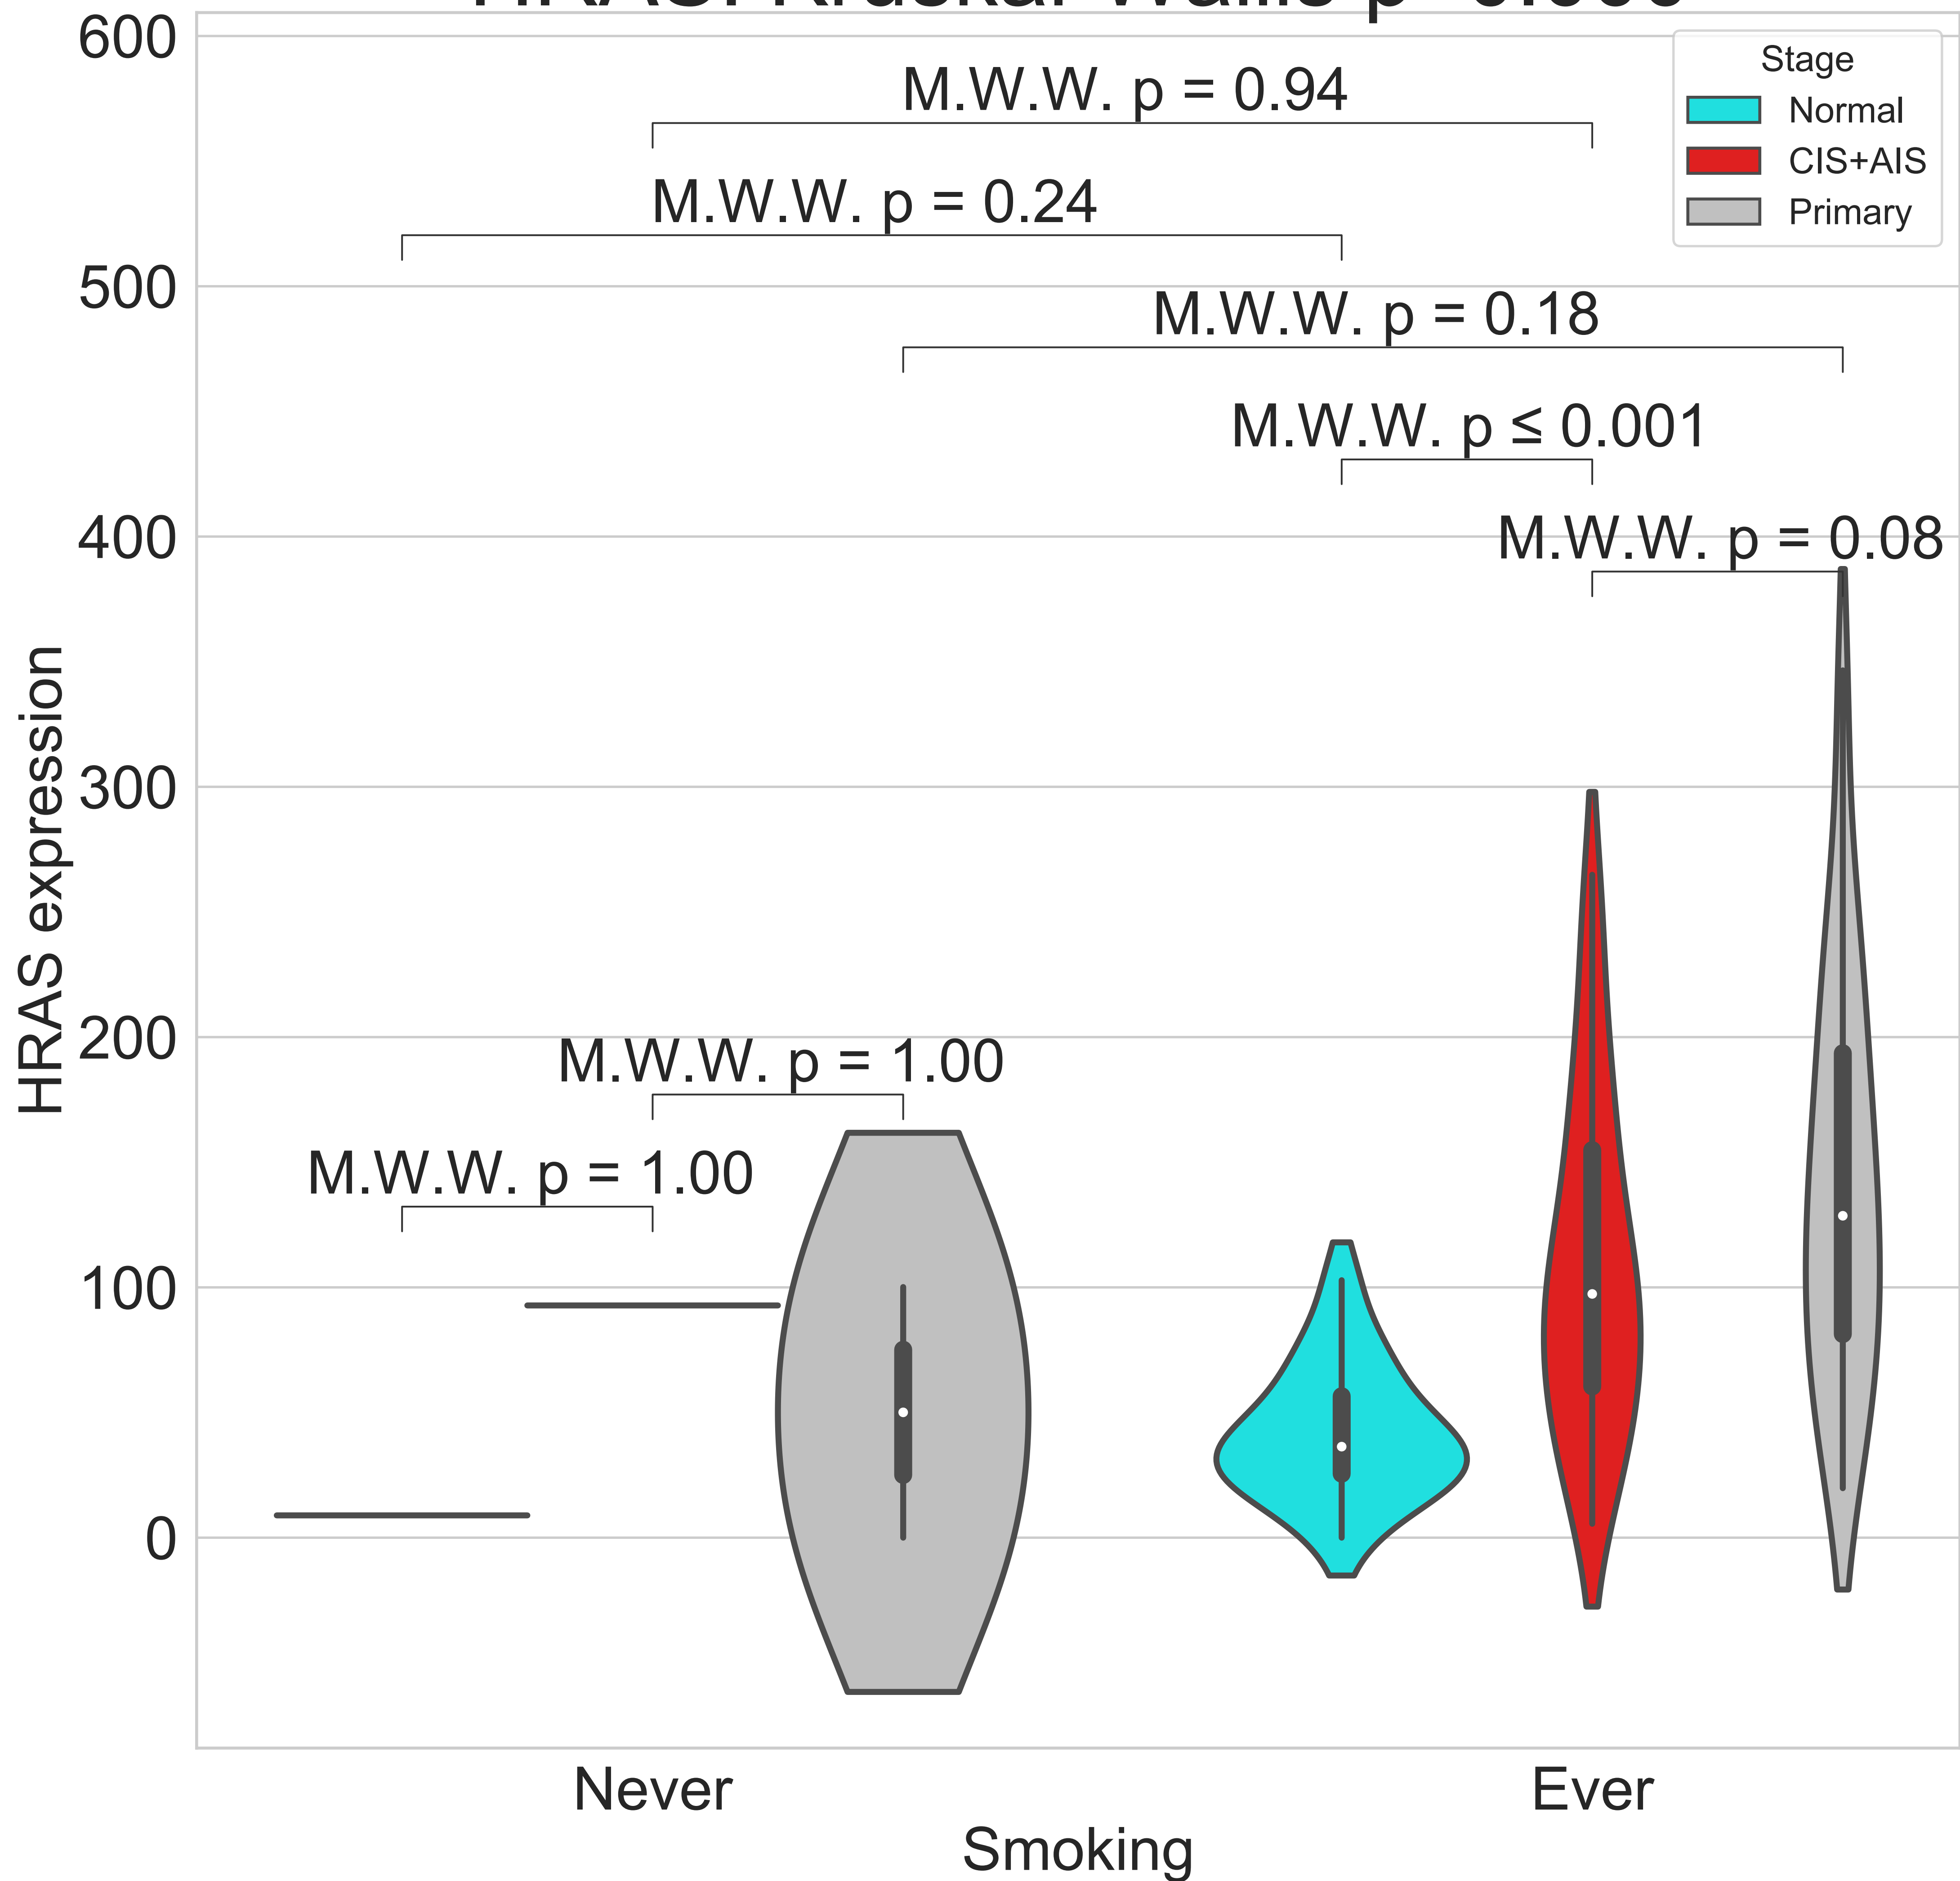 600
M.W.W. p = 0.94
M.W.W. p = 0.24
500
M.W.W. p = 0.18
M.W.W. p ≤ 0.001
400
M.W.W. p = 0.08
300
200
M.W.W. p = 1.00
M.W.W. p = 1.00
100
0
HRAS expression
Stage
Normal
CIS+AIS
Primary
Never
Ever
Smoking